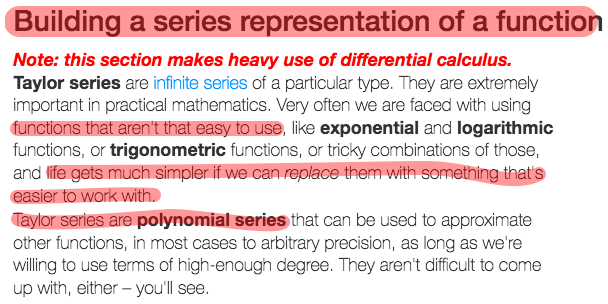 Building a series representation of a function
Note: this section makes heavy use of differential calculus.
Taylor series are infinite series of a particular type. They are extremely
important in practical mathematics. Very often we are faced with using
functions that aren't that easy to use, like exponential and logarithmic
functions, or trigonometric functions, or tricky combinations of those,
and life gets much simpler if we can replace them with something that's
easier to work with.
Taylor series are polynomial series that can be used to approximate
other functions, in most cases to arbitrary precision, as long as we're
willing to use terms of high-enough degree. They aren't difficult to come
up with, either – you'll see.